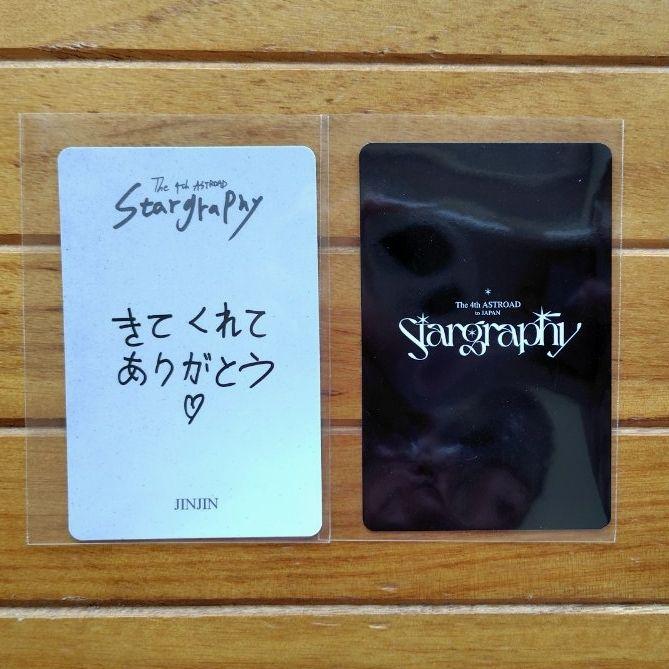 The 4th ASTROAD
Stargraphy
きてくれて
ありがとう
♡
JINJIN
The 4th ASTROAD
to JAPAN
Stargraphy